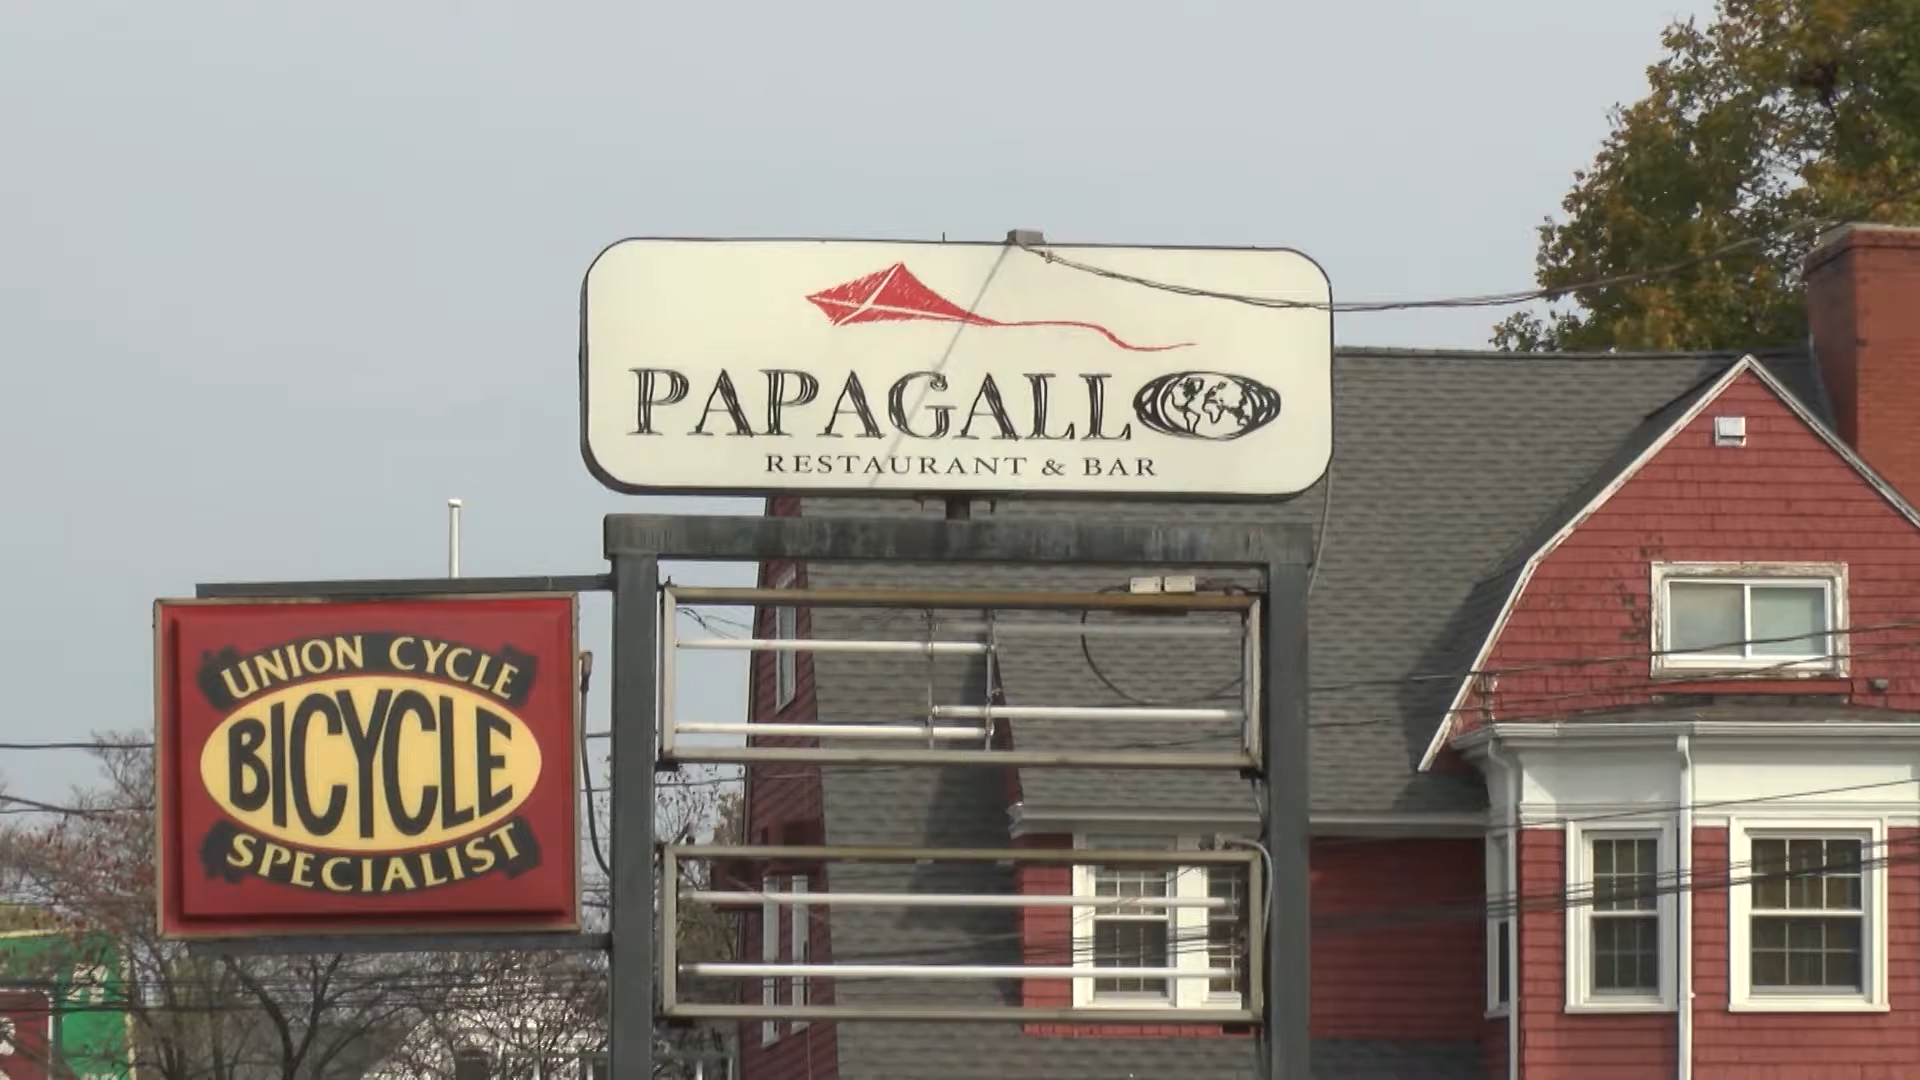 PAPAGALLO
RESTAURANT & BAR
UNION CYCLE
BICYCLE
SPECIALIST